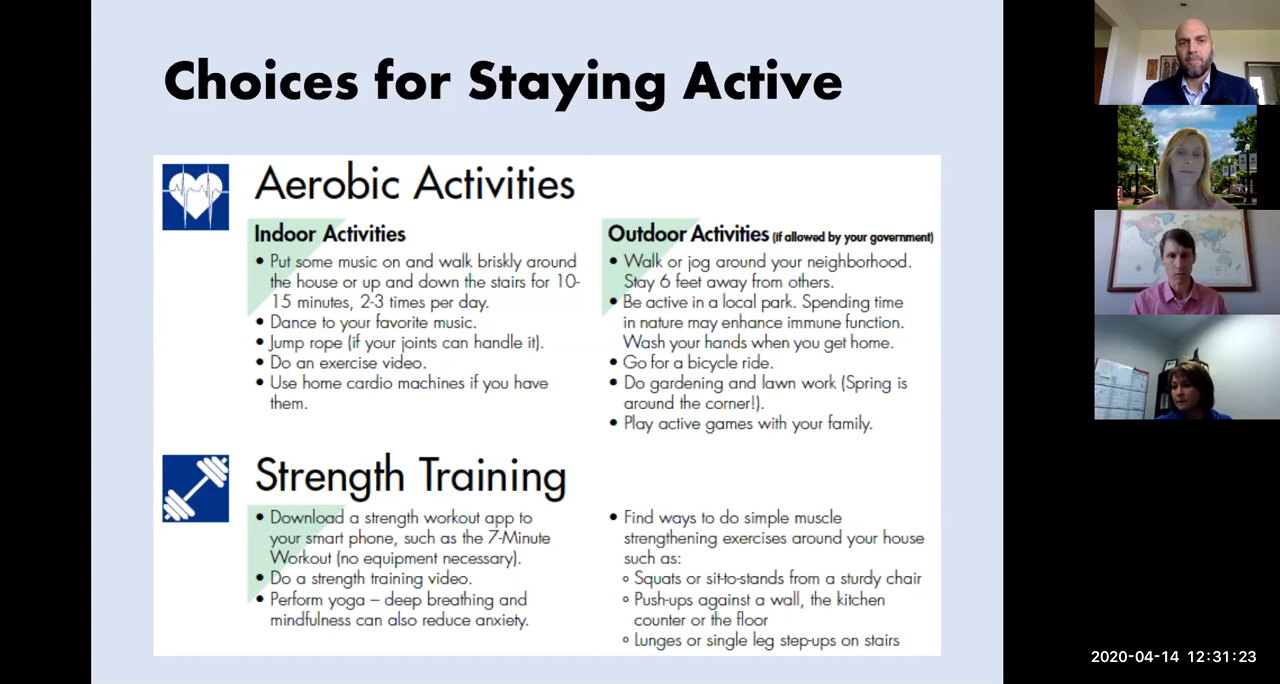 Choices for Staying Active
Aerobic Activities
Indoor Activities
• Put some music on and walk briskly around
the house or up and down the stairs for 10-
15 minutes, 2-3 times per day.
• Dance to your favorite music.
• Jump rope (if your joints can handle it).
• Do an exercise video.
• Use home cardio machines if you have
them.
Outdoor Activities (if allowed by your government)
• Walk or jog around your neighborhood.
Stay 6 feet away from others.
• Be active in a local park. Spending time
in nature may enhance immune function.
Wash your hands when you get home.
• Go for a bicycle ride.
• Do gardening and lawn work (Spring is
around the corner!).
• Play active games with your family.
Strength Training
• Download a strength workout app to
your smart phone, such as the 7-Minute
Workout (no equipment necessary).
• Do a strength training video.
• Perform yoga – deep breathing and
mindfulness can also reduce anxiety.
• Find ways to do simple muscle
strengthening exercises around your house
such as:
o Squats or sit-to-stands from a sturdy chair
o Push-ups against a wall, the kitchen
counter or the floor
o Lunges or single leg step-ups on stairs
2020-04-14 12:31:23